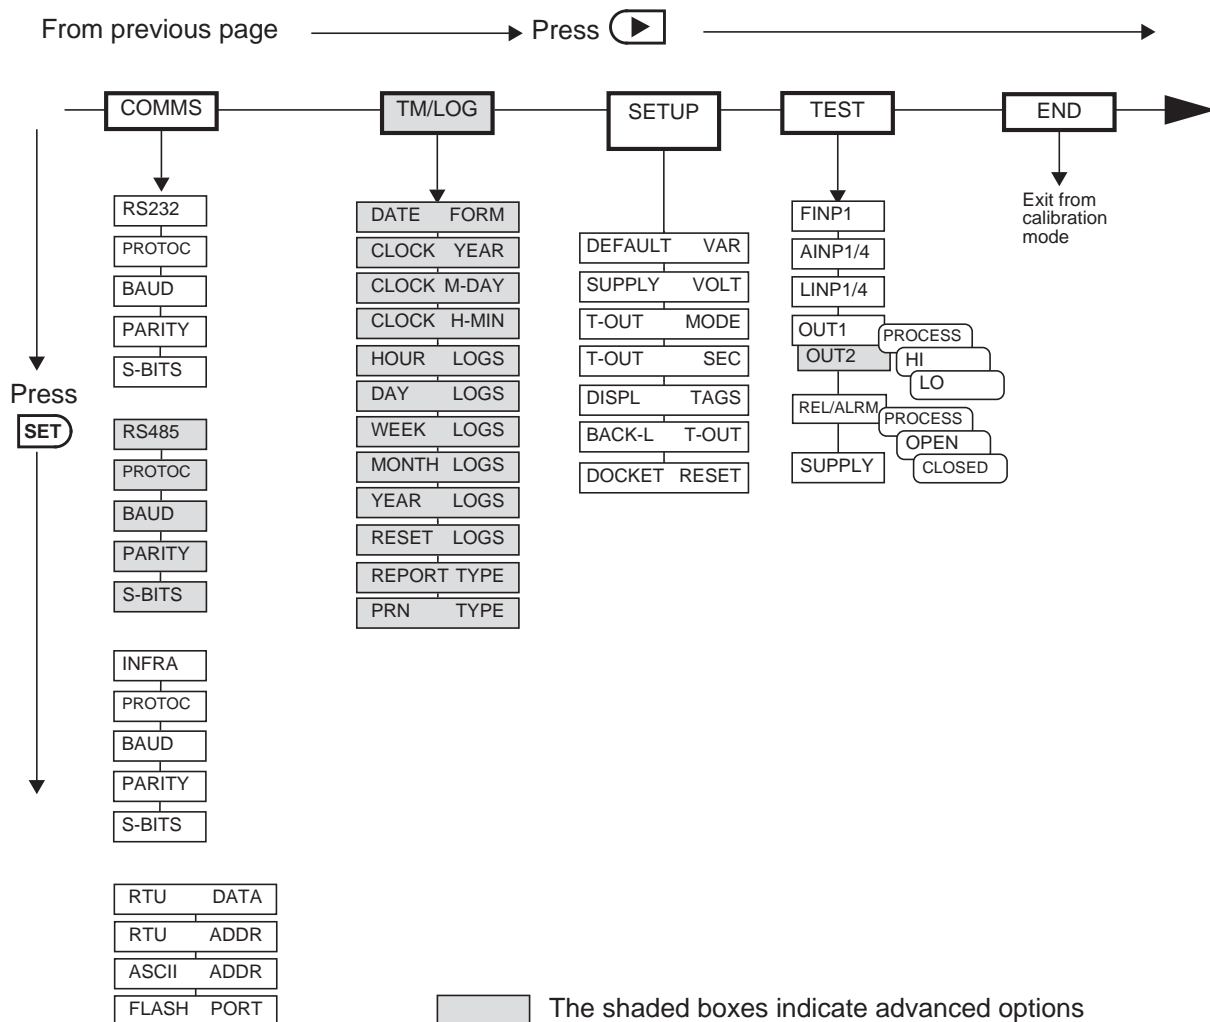 From previous page
Press
COMMS
TM/LOG
SETUP
TEST
END
Press
SET
RS232
PROTOC
BAUD
PARITY
S-BITS
RS485
PROTOC
BAUD
PARITY
S-BITS
INFRA
PROTOC
BAUD
PARITY
S-BITS
RTU DATA
RTU ADDR
ASCII ADDR
FLASH PORT
DATE FORM
CLOCK YEAR
CLOCK M-DAY
CLOCK H-MIN
HOUR LOGS
DAY LOGS
WEEK LOGS
MONTH LOGS
YEAR LOGS
RESET LOGS
REPORT TYPE
PRN TYPE
DEFAULT VAR
SUPPLY VOLT
T-OUT MODE
T-OUT SEC
DISPL TAGS
BACK-L T-OUT
DOCKET RESET
FINP1
AINP1/4
LINP1/4
OUT1
OUT2
PROCESS
HI
LO
REL/ALRM
PROCESS
OPEN
CLOSED
SUPPLY
Exit from
calibration
mode
The shaded boxes indicate advanced options